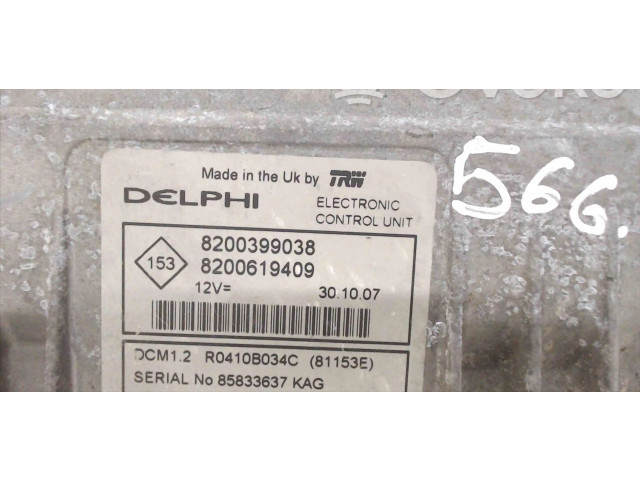 Made in the Uk by TRW
DELPHI
ELECTRONIC
CONTROL UNIT
566.
153
8200399038
8200619409
12V=
30.10.07
DCM1.2 R0410B034C (81153E)
SERIAL No 85833637 KAG